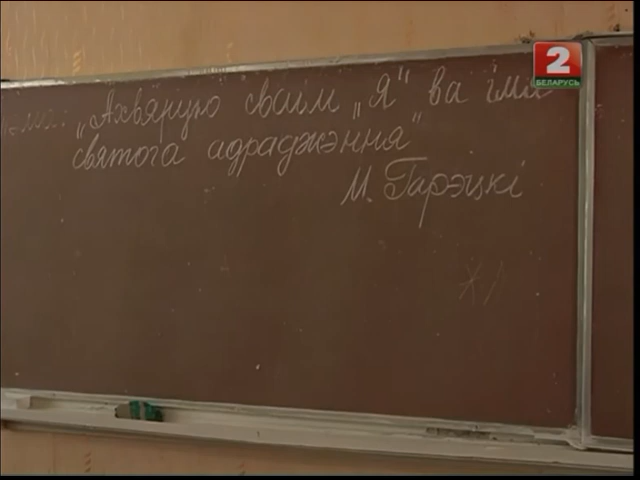 „Ахвярую сваім „Я" ва імя
святога адраджэння"
М. Гарэцкі
2
БЕЛАРУСЬ